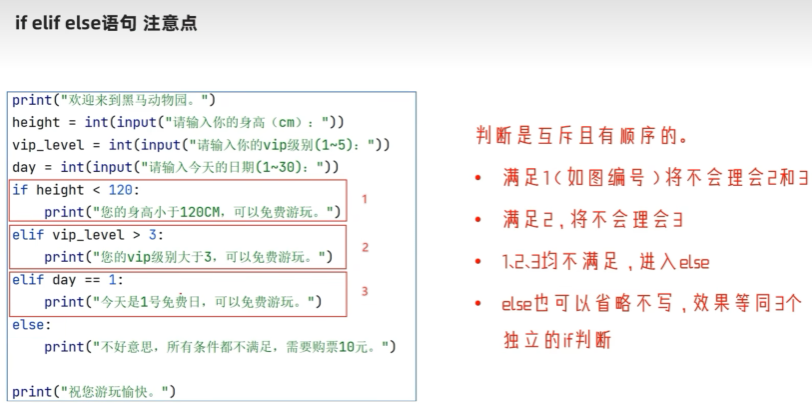 if elif else语句 注意点
print("欢迎来到黑马动物园。")
height = int(input("请输入你的身高（cm）："))
vip_level = int(input("请输入你的vip级别(1~5)："))
day = int(input("请输入今天的日期(1~30)："))
if height < 120:
    print("您的身高小于120CM，可以免费游玩。")
1
elif vip_level > 3:
    print("您的vip级别大于3，可以免费游玩。")
2
elif day == 1:
    print("今天是1号免费日，可以免费游玩。")
3
else:
    print("不好意思，所有条件都不满足，需要购票10元。")
print("祝您游玩愉快。")
判断是互斥且有顺序的。
• 满足1（如图编号）将不会理会2和3
• 满足2，将不会理会3
• 1、2、3均不满足，进入else
• else也可以省略不写，效果等同3个
独立的if判断